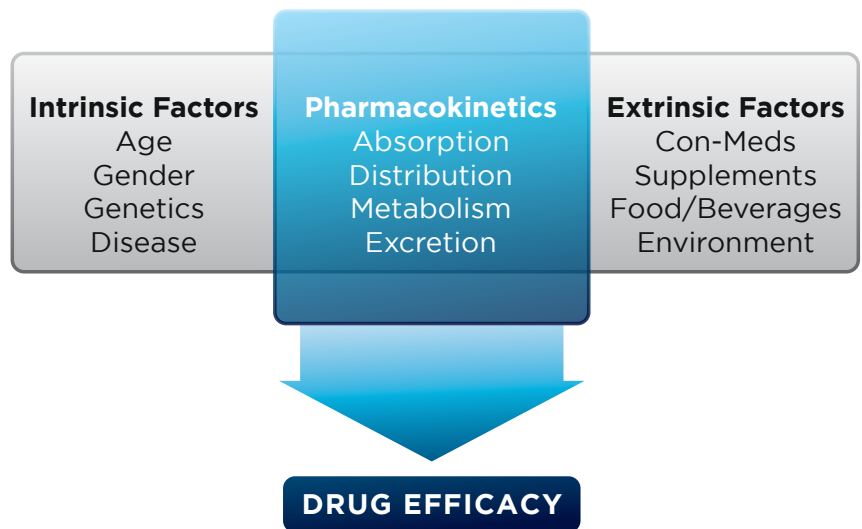 Intrinsic Factors
Age
Gender
Genetics
Disease
Pharmacokinetics
Absorption
Distribution
Metabolism
Excretion
Extrinsic Factors
Con-Meds
Supplements
Food/Beverages
Environment
DRUG EFFICACY